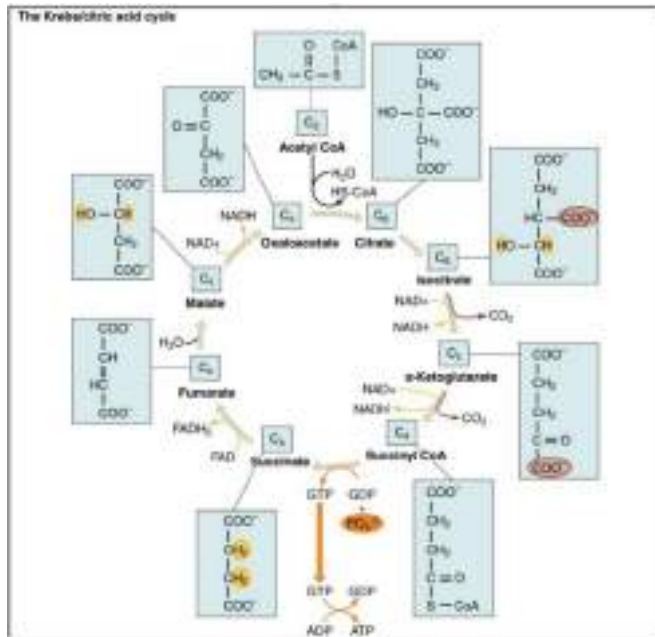 The Krebs/citric acid cycle
O CoA
CH₃ — C — S
C₂
Acetyl CoA
H₂O
HS-CoA
COO⁻
O=C
CH₂
COO⁻
Oxaloacetate
COO⁻
CH₂
HO — C — COO⁻
CH₂
COO⁻
C₆
Citrate
COO⁻
CH₂
HC — COO⁻
HO — CH
COO⁻
C₆
Isocitrate
NAD+
NADH
CO₂
C₅
α-Ketoglutarate
COO⁻
CH₂
CH₂
C=O
COO⁻
NAD+
NADH
CO₂
C₄
Succinyl CoA
COO⁻
CH₂
CH₂
C=O
S — CoA
GTP GDP
+
GTP GDP
ADP ATP
C₄
Succinate
COO⁻
CH₂
CH₂
COO⁻
FADH₂
FAD
C₄
Fumarate
COO⁻
CH
HC
COO⁻
H₂O
C₄
Malate
COO⁻
HO — CH
CH₂
COO⁻
NAD+
NADH